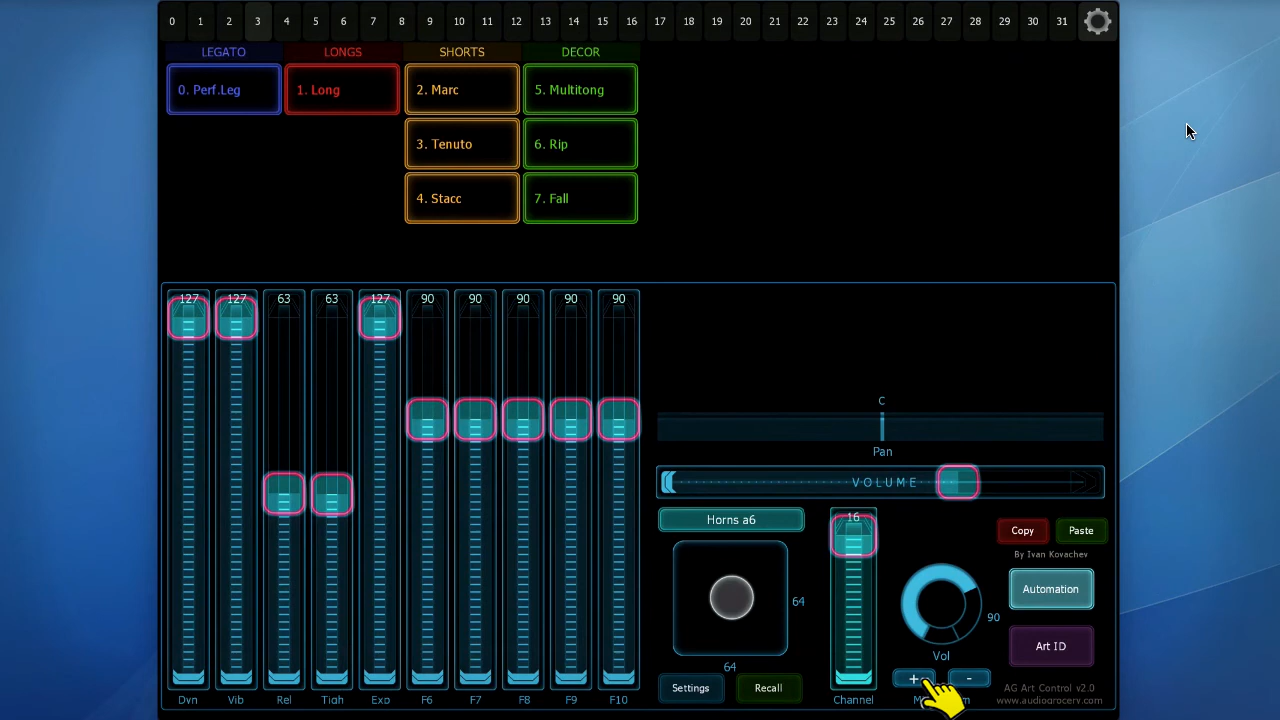 0 1 2 3 4 5 6 7 8 9 10 11 12 13 14 15 16 17 18 19 20 21 22 23 24 25 26 27 28 29 30 31
LEGATO LONGS SHORTS DECOR
0. Perf.Leg 1. Long 2. Marc 5. Multitong
3. Tenuto 6. Rip
4. Stacc 7. Fall
127 127 63 63 127 90 90 90 90 90
C
Pan
VOLUME
Horns a6 16 Copy Paste
By Ivan Kovachev
Automation
64 90
Art ID
Vol
64
Settings Recall + -
Dvn Vib Rel Tigh Exp F6 F7 F8 F9 F10 Channel
AG Art Control v2.0
www.audiogrocery.com